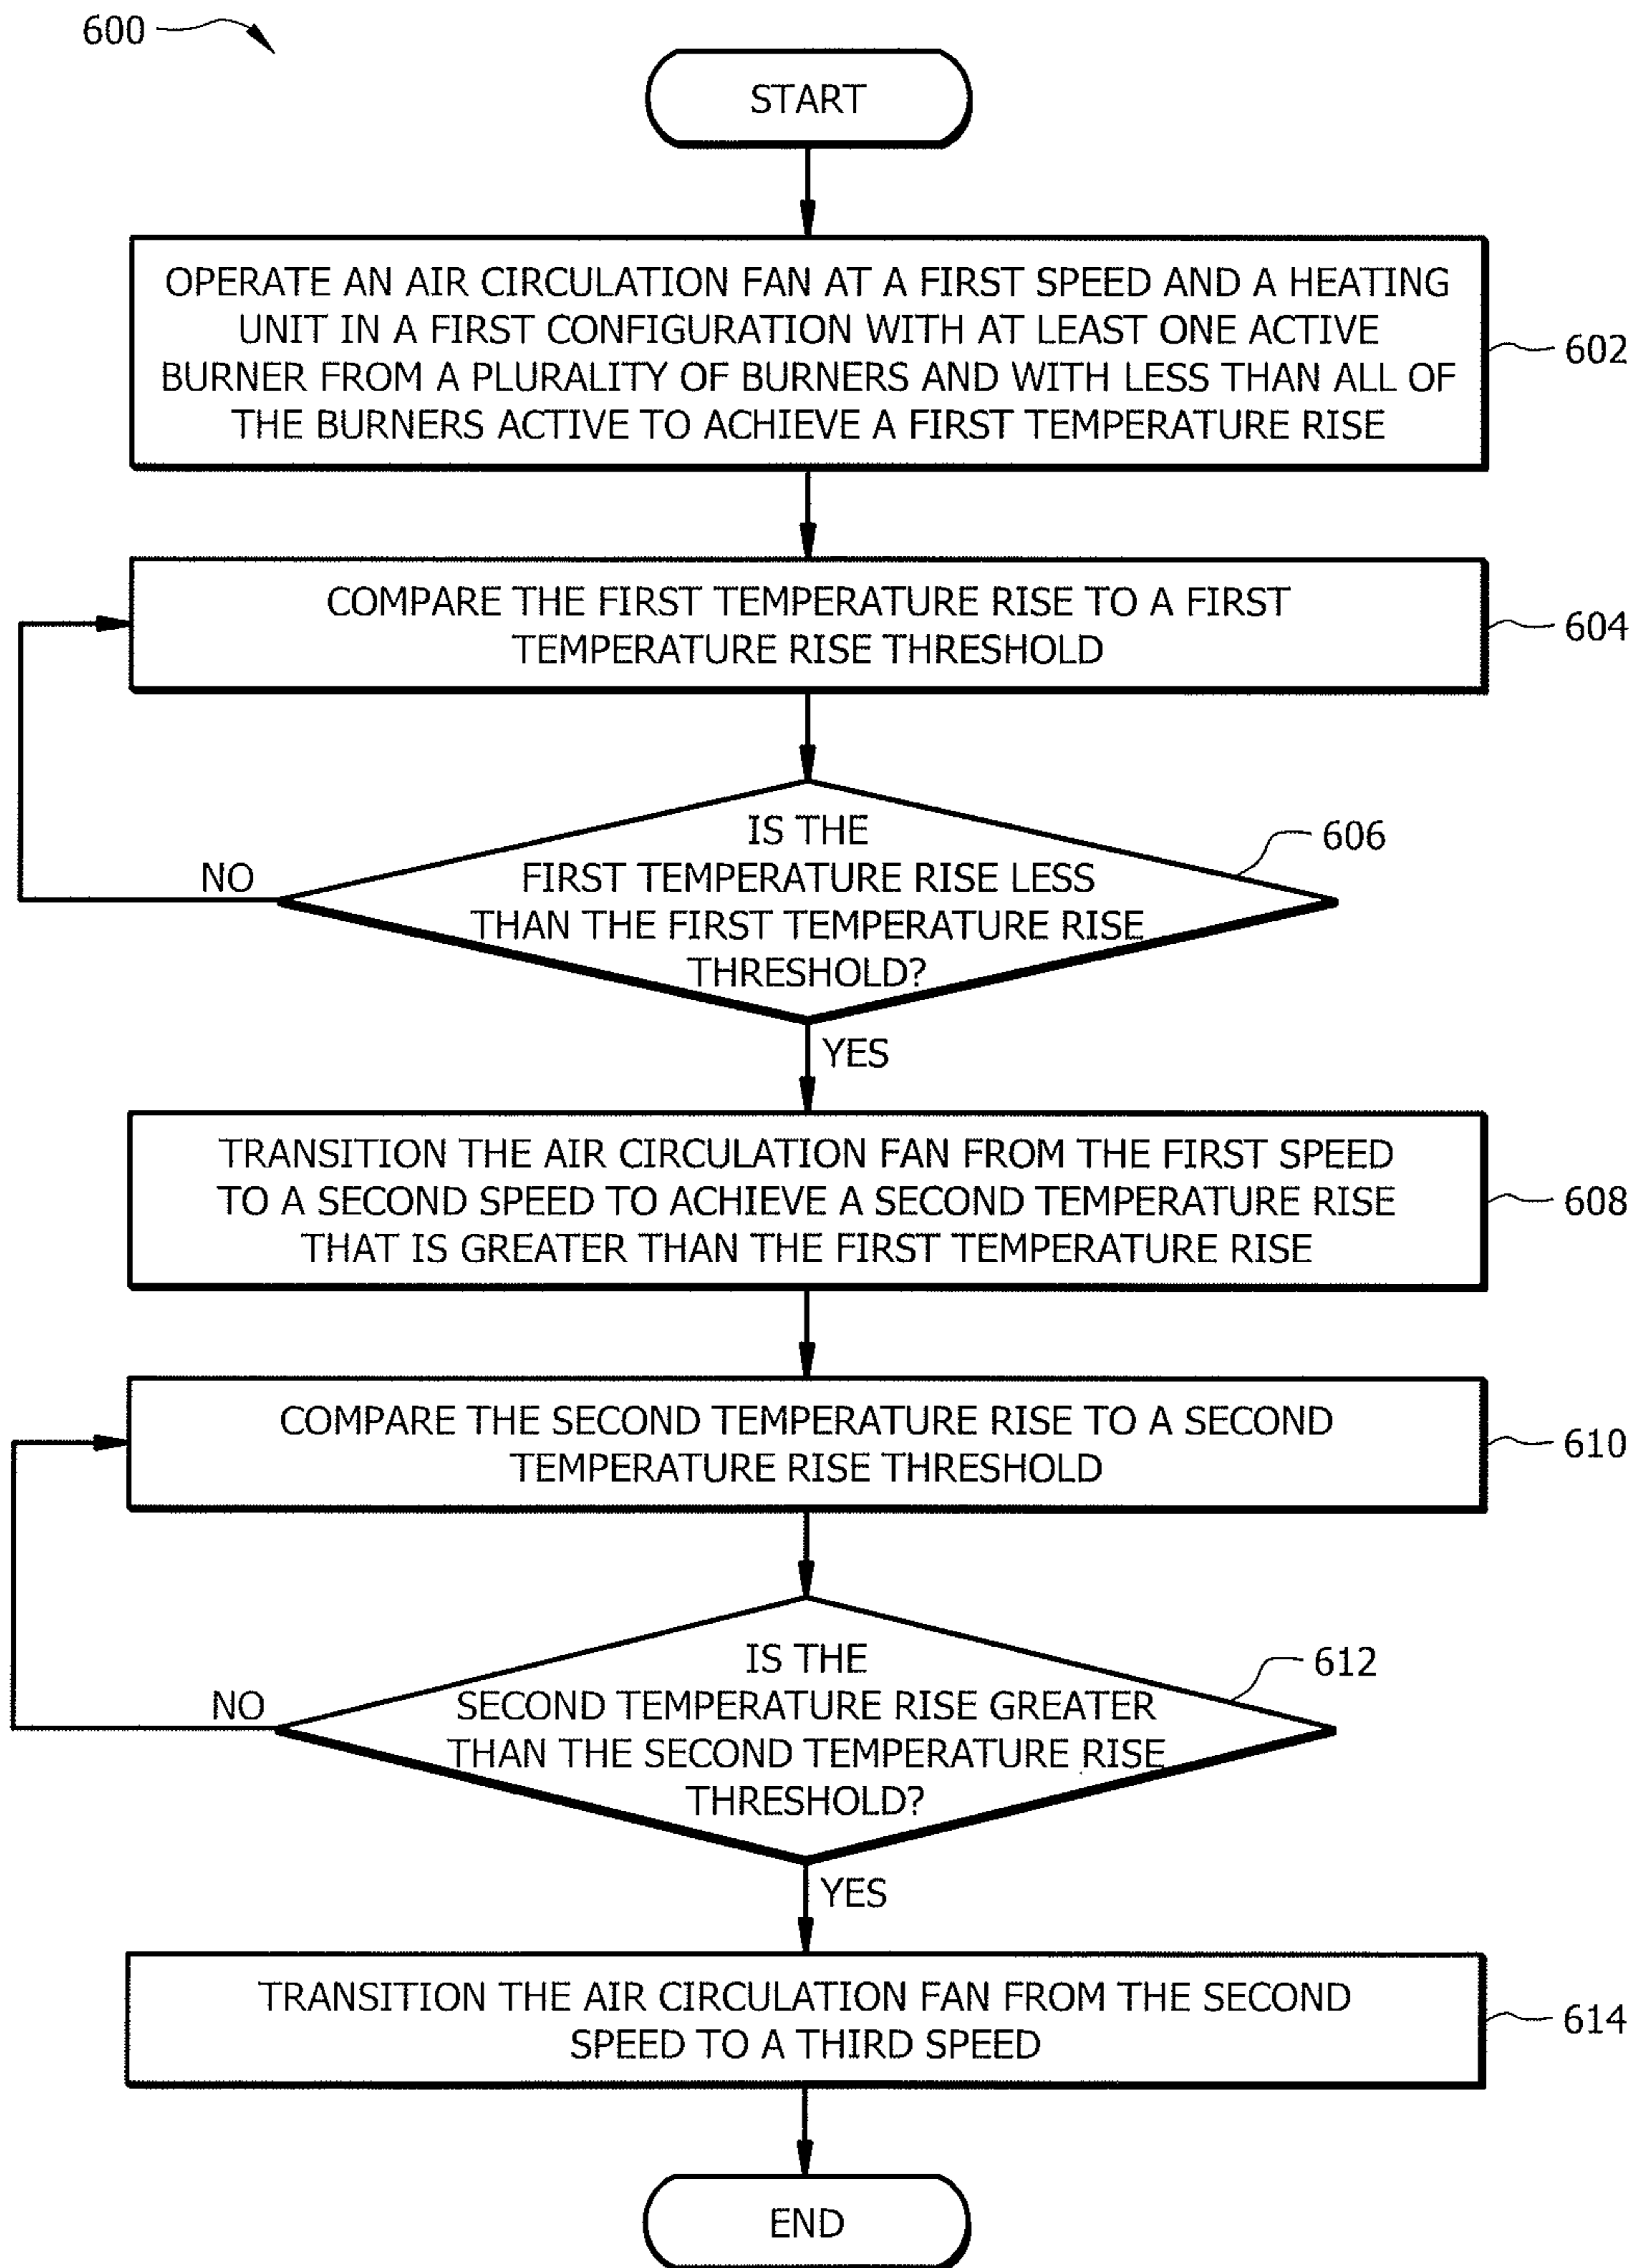 600
START
OPERATE AN AIR CIRCULATION FAN AT A FIRST SPEED AND A HEATING
UNIT IN A FIRST CONFIGURATION WITH AT LEAST ONE ACTIVE
BURNER FROM A PLURALITY OF BURNERS AND WITH LESS THAN ALL OF
THE BURNERS ACTIVE TO ACHIEVE A FIRST TEMPERATURE RISE
602
COMPARE THE FIRST TEMPERATURE RISE TO A FIRST
TEMPERATURE RISE THRESHOLD
604
IS THE
FIRST TEMPERATURE RISE LESS
THAN THE FIRST TEMPERATURE RISE
THRESHOLD?
606
NO
YES
TRANSITION THE AIR CIRCULATION FAN FROM THE FIRST SPEED
TO A SECOND SPEED TO ACHIEVE A SECOND TEMPERATURE RISE
THAT IS GREATER THAN THE FIRST TEMPERATURE RISE
608
COMPARE THE SECOND TEMPERATURE RISE TO A SECOND
TEMPERATURE RISE THRESHOLD
610
IS THE
SECOND TEMPERATURE RISE GREATER
THAN THE SECOND TEMPERATURE RISE
THRESHOLD?
612
NO
YES
TRANSITION THE AIR CIRCULATION FAN FROM THE SECOND
SPEED TO A THIRD SPEED
614
END